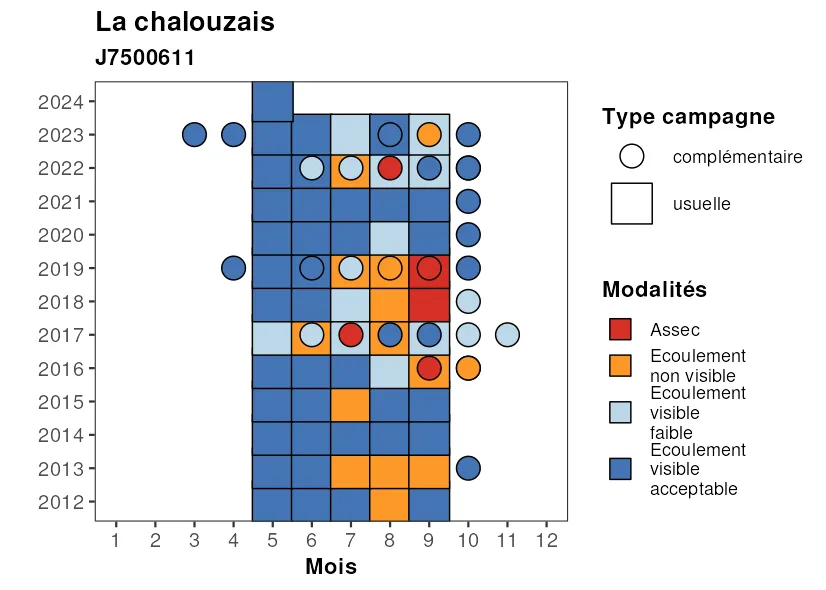 La chalouzais
J7500611
2024
2023
2022
2021
2020
2019
2018
2017
2016
2015
2014
2013
2012
1 2 3 4 5 6 7 8 9 10 11 12
Mois
Type campagne
complémentaire
usuelle
Modalités
Assec
Ecoulement
non visible
Ecoulement
visible
faible
Ecoulement
visible
acceptable